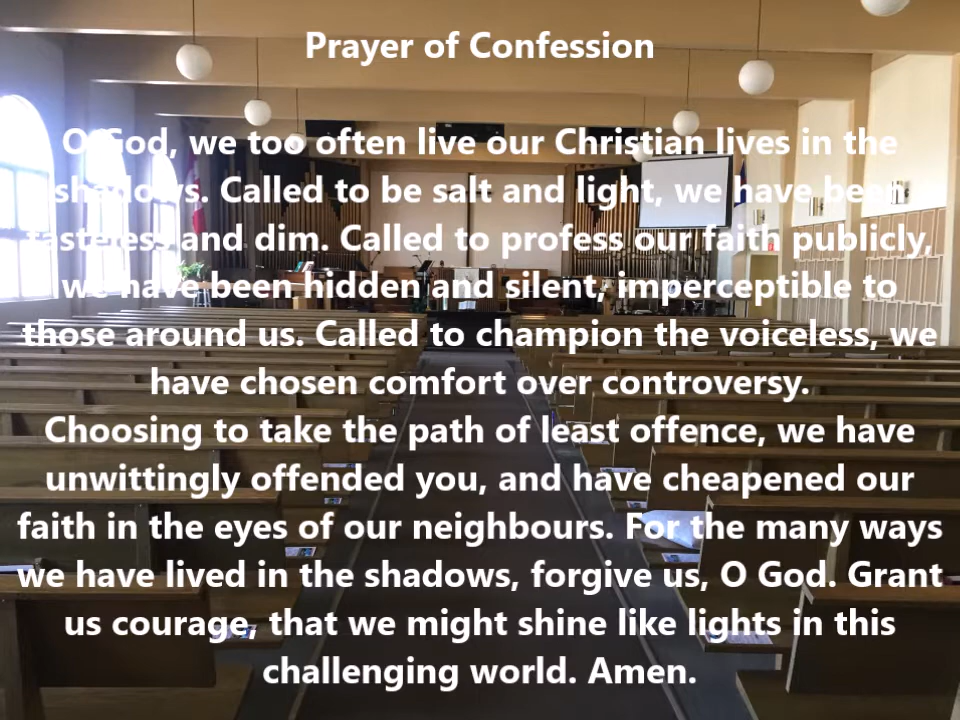 Prayer of Confession
O God, we too often live our Christian lives in the
shadows. Called to be salt and light, we have been
tasteless and dim. Called to profess our faith publicly,
we have been hidden and silent, imperceptible to
those around us. Called to champion the voiceless, we
have chosen comfort over controversy.
Choosing to take the path of least offence, we have
unwittingly offended you, and have cheapened our
faith in the eyes of our neighbours. For the many ways
we have lived in the shadows, forgive us, O God. Grant
us courage, that we might shine like lights in this
challenging world. Amen.